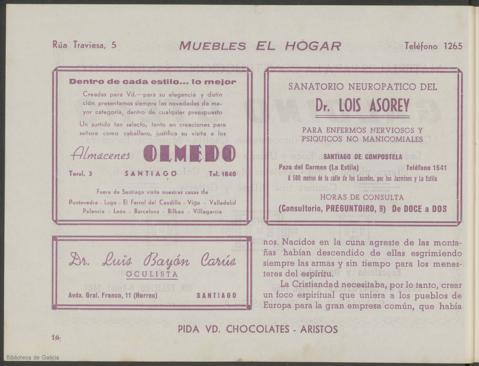 Rúa Traviesa, 5 MUEBLES EL HOGAR Teléfono 1265
Dentro de cada estilo... lo mejor
Creadas para Vd.—para su elegancia y distin
ción presentamos siempre las novedades de ma-
yor categoría, dentro de cualquier presupuesto
Un surtido tan selecto, tanto en creaciones para
señora como caballero, justifica su visita a los
Almacenes OLMEDO
Toral, 3 SANTIAGO Tel. 1840
Fuera de Santiago visite nuestras casas de
Pontevedra - Lugo - El Ferrol del Caudillo - Vigo - Valladolid
Palencia - León - Barcelona - Bilbao - Villagarcía
Dr. Luis Bayón Carús
OCULISTA
Avda. Gral. Franco, 11 (Horreo) SANTIAGO
SANATORIO NEUROPATICO DEL
Dr. LOIS ASOREY
PARA ENFERMOS NERVIOSOS Y
PSIQUICOS NO MANICOMIALES
SANTIAGO DE COMPOSTELA
Pazo del Carmen (La Estila) - Teléfono 1541
A 500 metros de la calle de los Laureles, por los Jazmines y La Estila
HORAS DE CONSULTA
(Consultorio, PREGUNTOIRO, 9) De DOCE a DOS
nos. Nacidos en la cuna agreste de las monta-
ñas habían descendido de ellas esgrimiendo
siempre las armas y sin tiempo para los menes-
teres del espíritu.
La Cristiandad necesitaba, por lo tanto, crear
un foco espiritual que uniera a los pueblos de
Europa para la gran empresa común, que había
PIDA VD. CHOCOLATES - ARISTOS
16
Biblioteca de Galicia